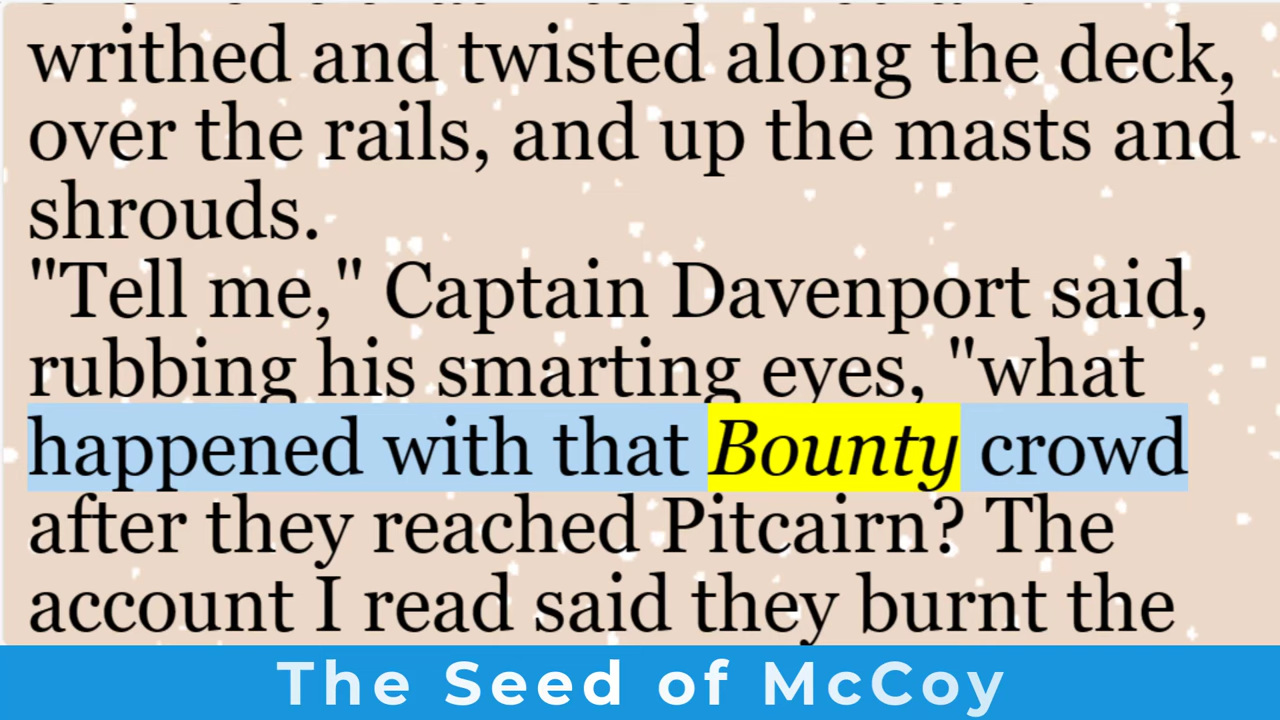 writhed and twisted along the deck,
over the rails, and up the masts and
shrouds.
"Tell me," Captain Davenport said,
rubbing his smarting eyes, "what
happened with that Bounty crowd
after they reached Pitcairn? The
account I read said they burnt the
The Seed of McCoy